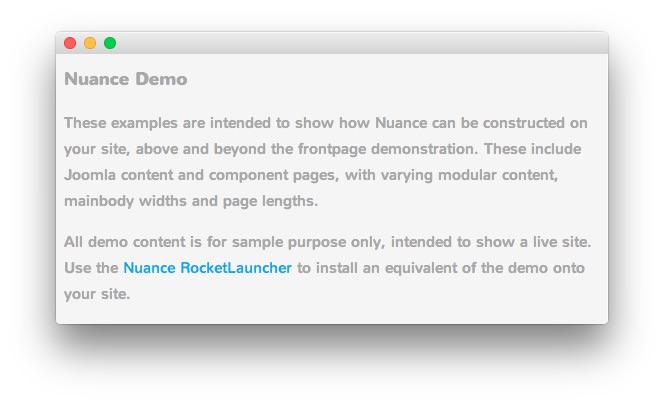 Nuance Demo
These examples are intended to show how Nuance can be constructed on
your site, above and beyond the frontpage demonstration. These include
Joomla content and component pages, with varying modular content,
mainbody widths and page lengths.
All demo content is for sample purpose only, intended to show a live site.
Use the Nuance RocketLauncher to install an equivalent of the demo onto
your site.